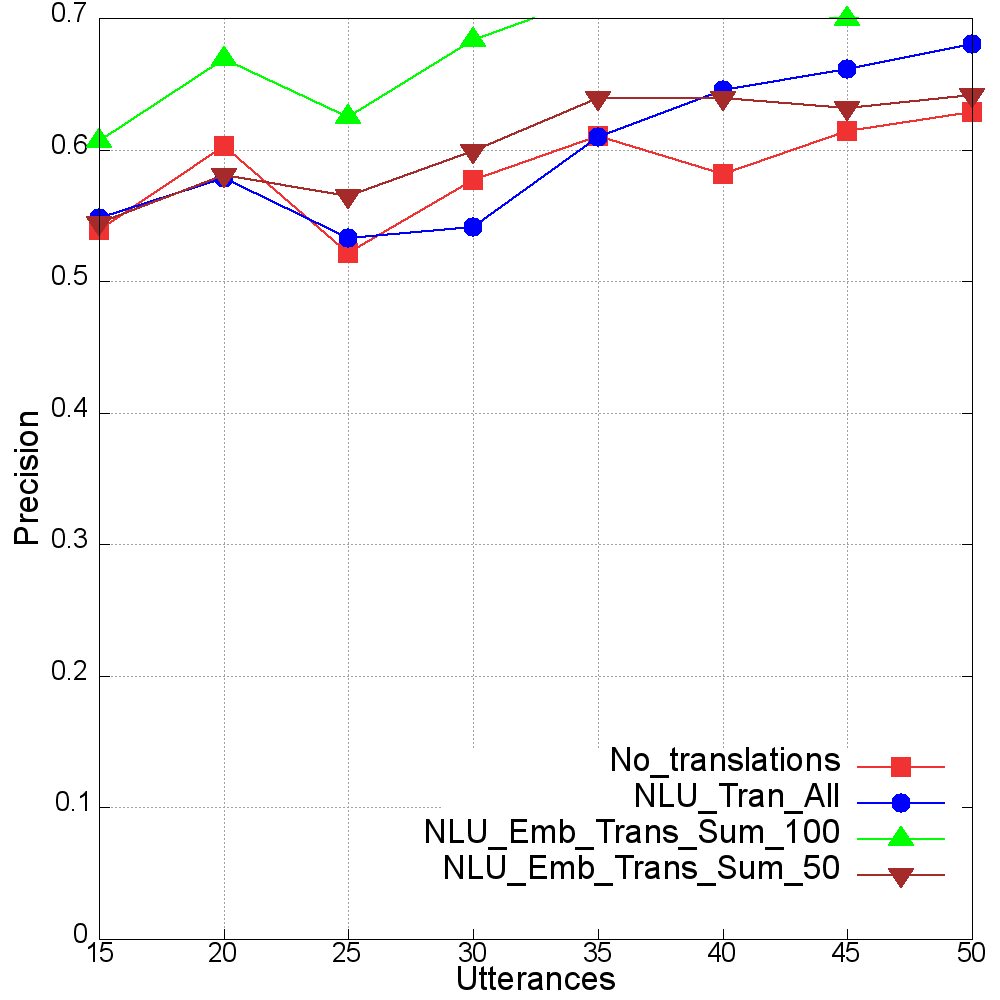 0.7
0.6
0.5
0.4
0.3
0.2
0.1
0
Precision
No_translations
NLU_Tran_All
NLU_Emb_Trans_Sum_100
NLU_Emb_Trans_Sum_50
15 20 25 30 35 40 45 50
Utterances